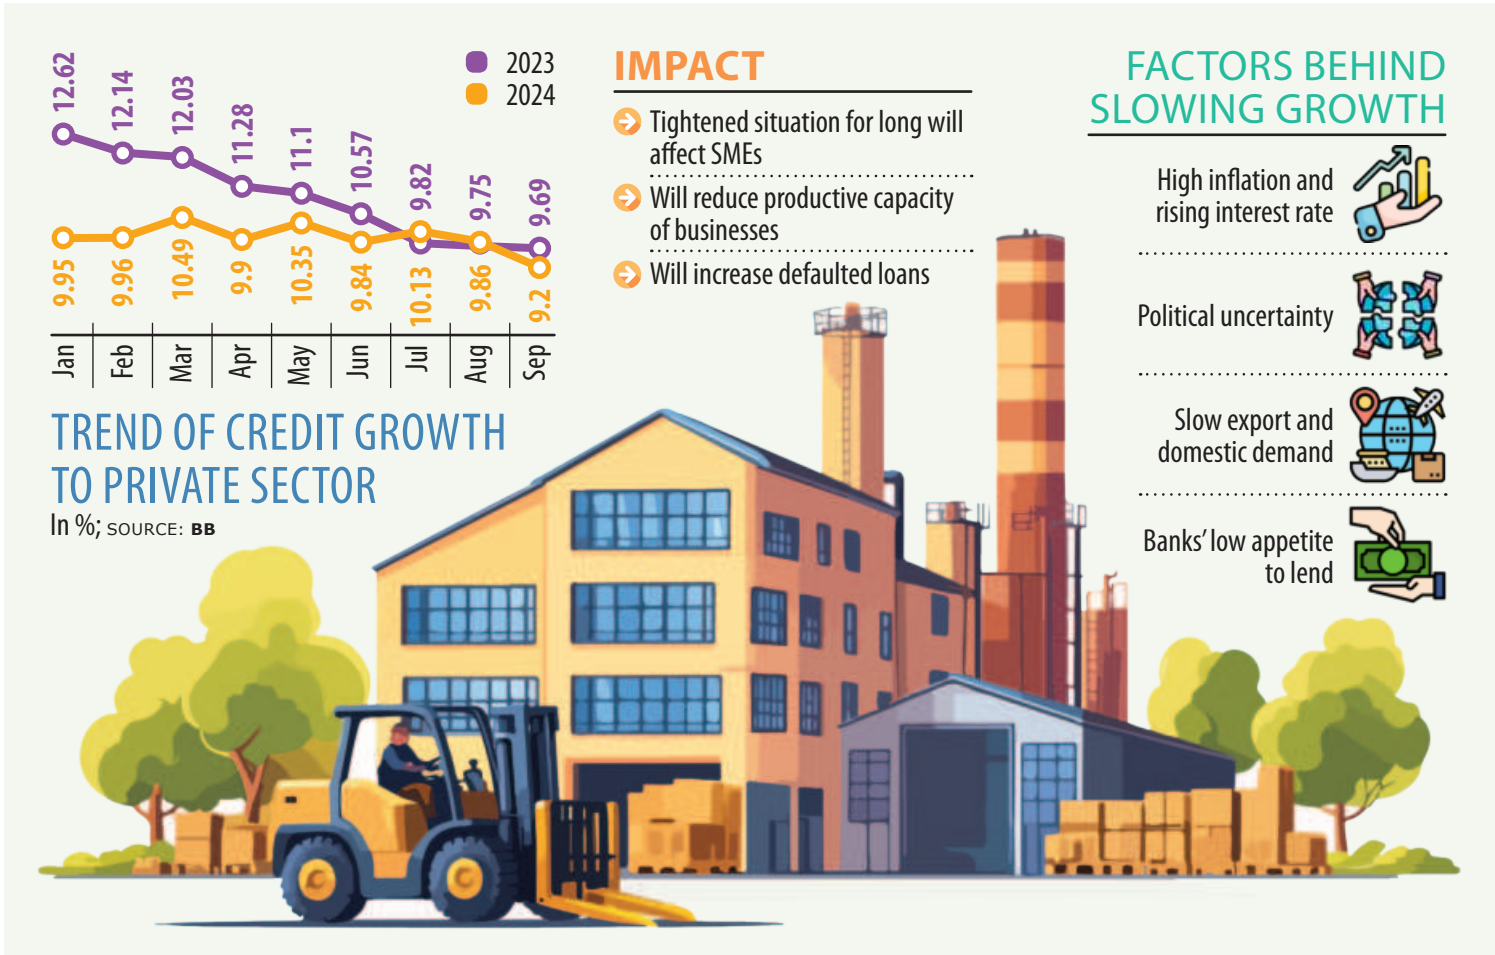 12.62
12.14
12.03
11.28
11.1
10.57
9.82
9.75
9.69
2023
2024
9.95
9.96
10.49
9.9
10.35
9.84
10.13
9.86
9.2
Jan
Feb
Mar
Apr
May
Jun
Jul
Aug
Sep
TREND OF CREDIT GROWTH
TO PRIVATE SECTOR
In %; SOURCE: BB
IMPACT
Tightened situation for long will
affect SMEs
Will reduce productive capacity
of businesses
Will increase defaulted loans
FACTORS BEHIND
SLOWING GROWTH
High inflation and
rising interest rate
Political uncertainty
Slow export and
domestic demand
Banks’ low appetite
to lend